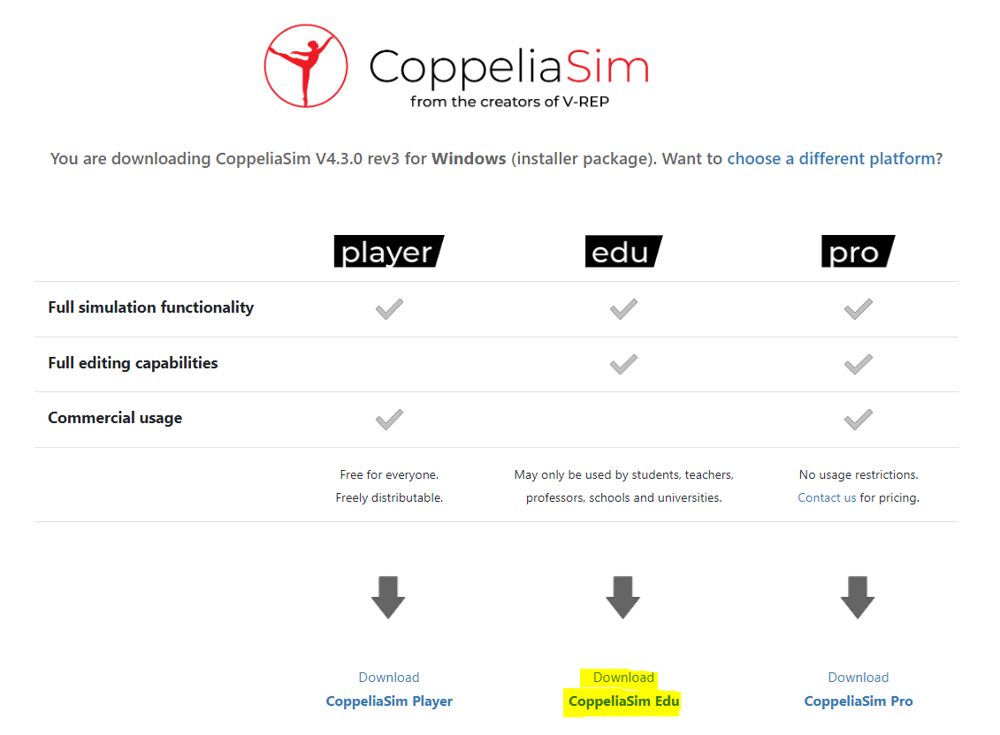 CoppeliaSim
from the creators of V-REP
You are downloading CoppeliaSim V4.3.0 rev3 for Windows (installer package). Want to choose a different platform?
player edu pro
Full simulation functionality
Full editing capabilities
Commercial usage
Free for everyone. May only be used by students, teachers, No usage restrictions.
Freely distributable. professors, schools and universities. Contact us for pricing.
Download Download Download
CoppeliaSim Player CoppeliaSim Edu CoppeliaSim Pro